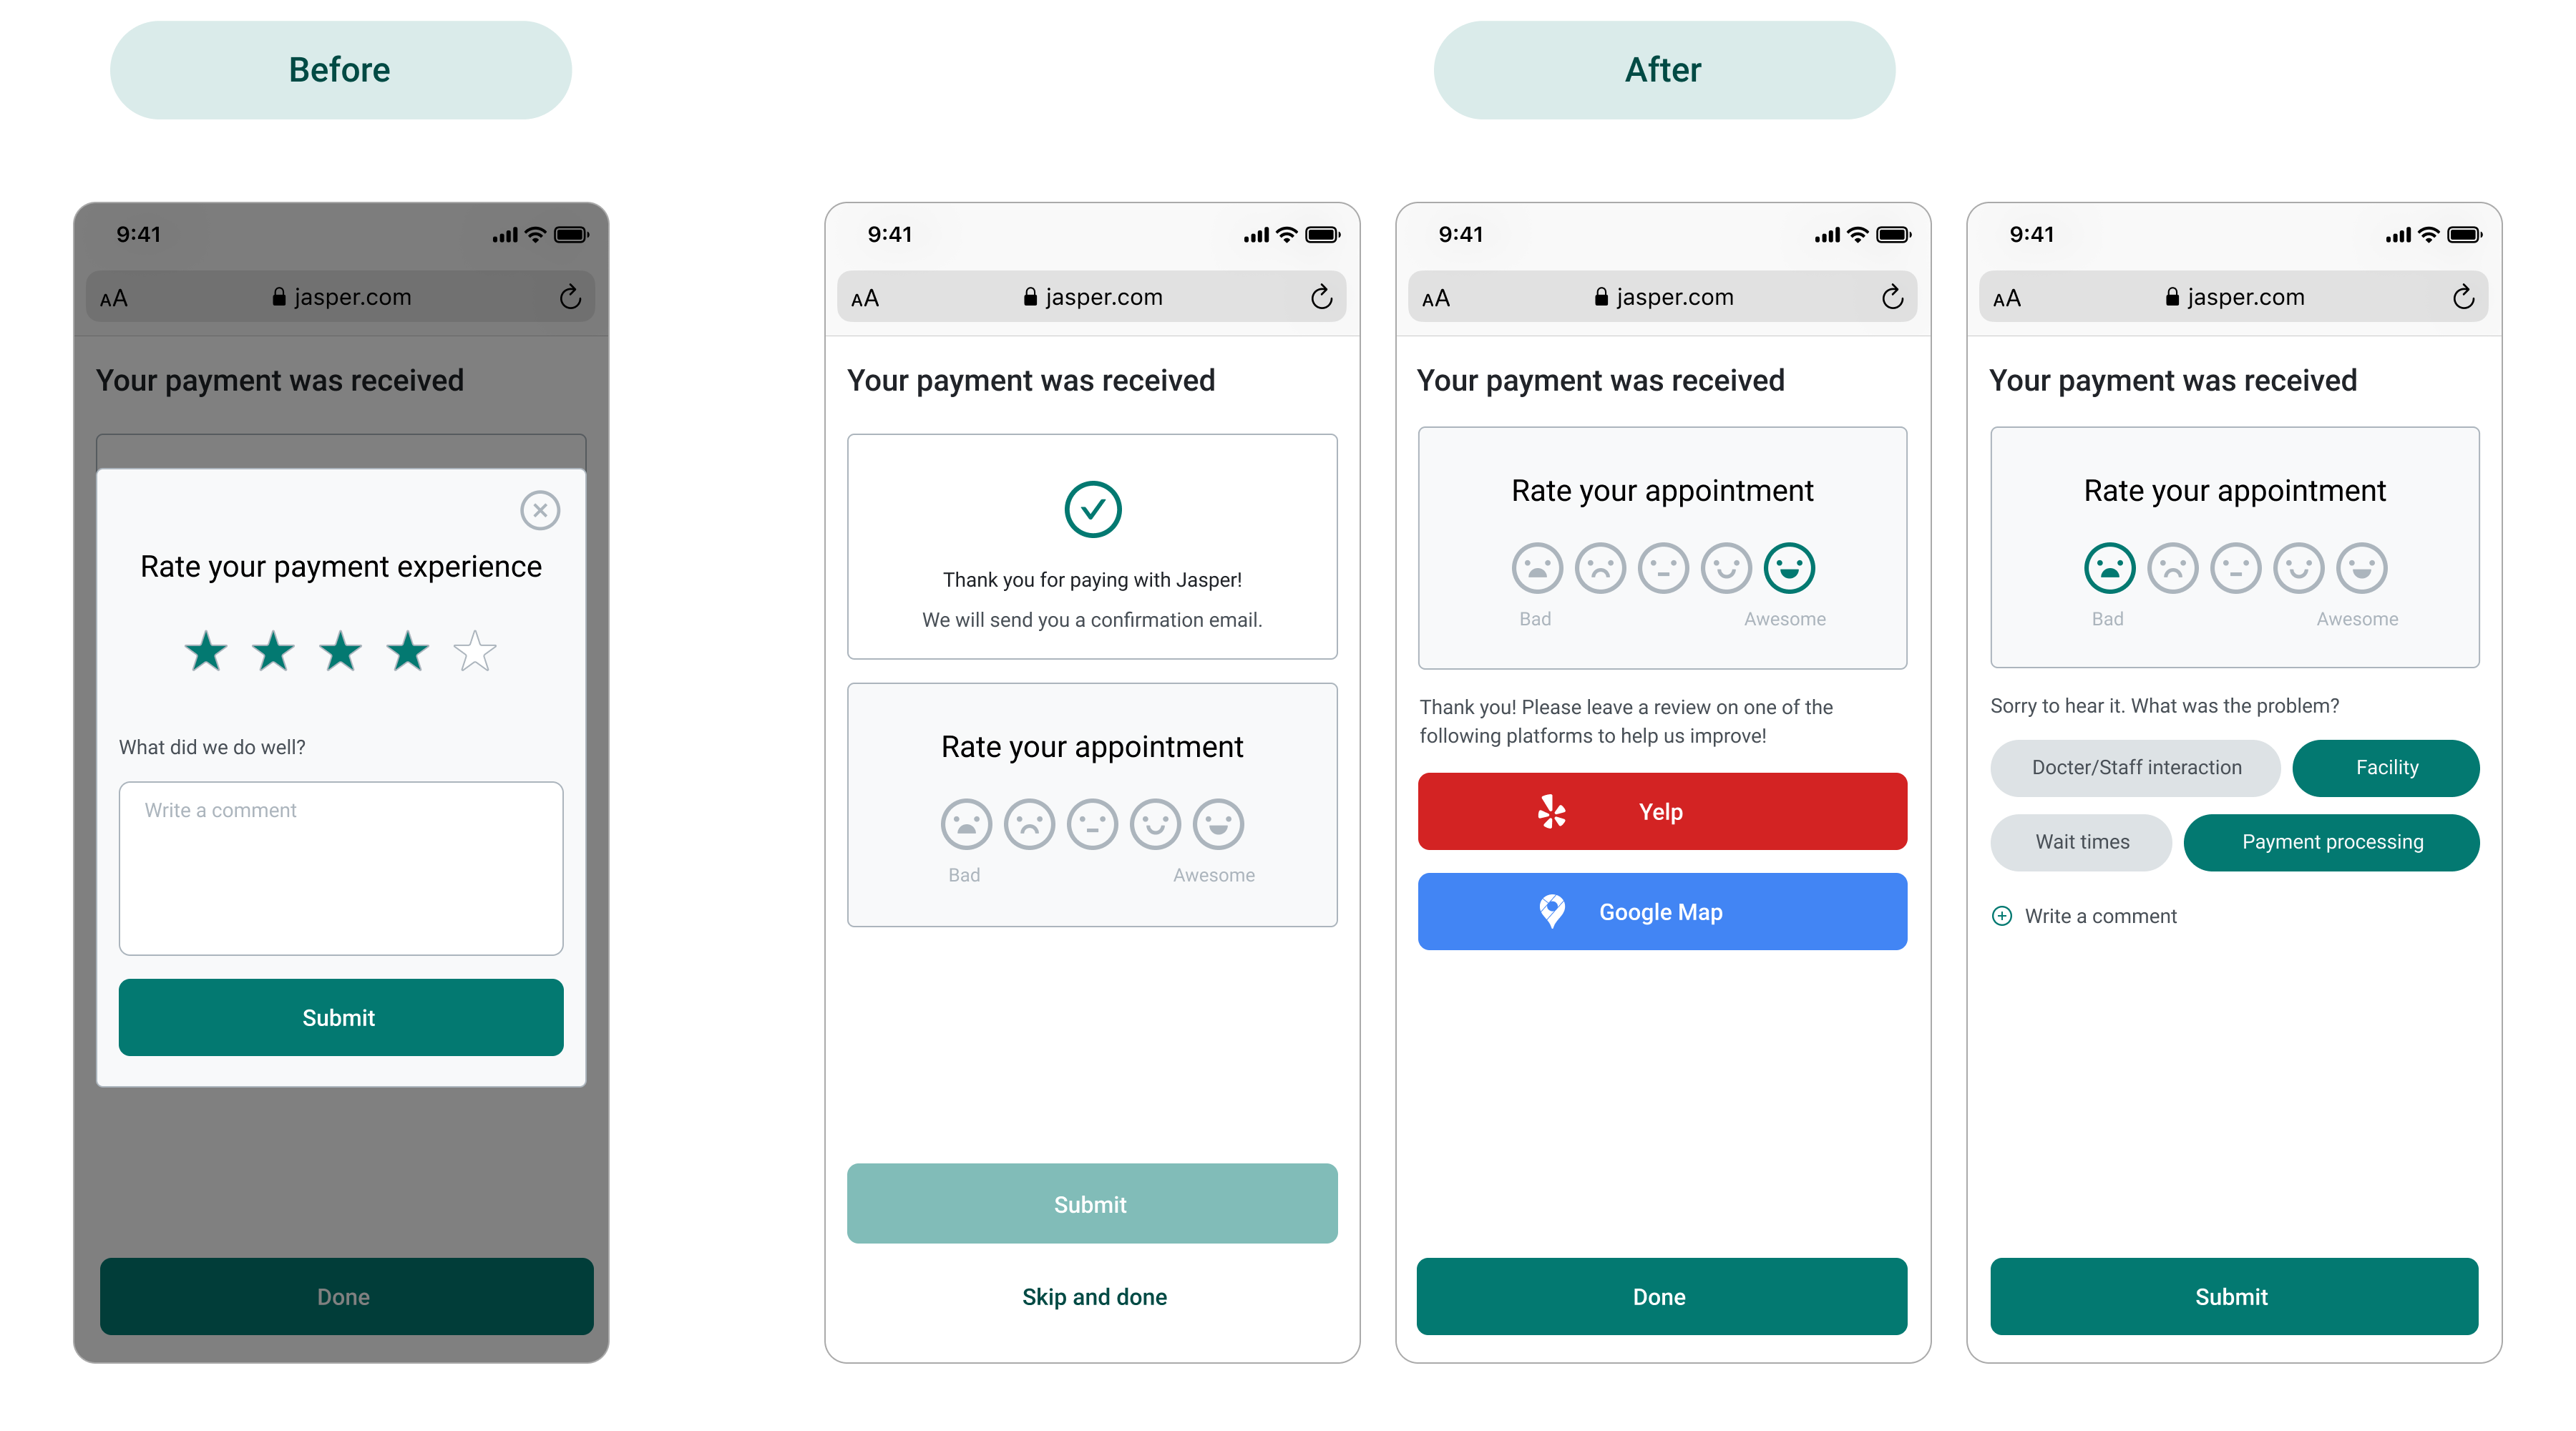 Before
After
9:41
AA
jasper.com
Your payment was received
Rate your payment experience
What did we do well?
Write a comment
Submit
Done
9:41
AA
jasper.com
Your payment was received
Thank you for paying with Jasper!
We will send you a confirmation email.
Rate your appointment
Bad
Awesome
Submit
Skip and done
9:41
AA
jasper.com
Your payment was received
Rate your appointment
Bad
Awesome
Thank you! Please leave a review on one of the
following platforms to help us improve!
Yelp
Google Map
Done
9:41
AA
jasper.com
Your payment was received
Rate your appointment
Bad
Awesome
Sorry to hear it. What was the problem?
Docter/Staff interaction
Facility
Wait times
Payment processing
Write a comment
Submit